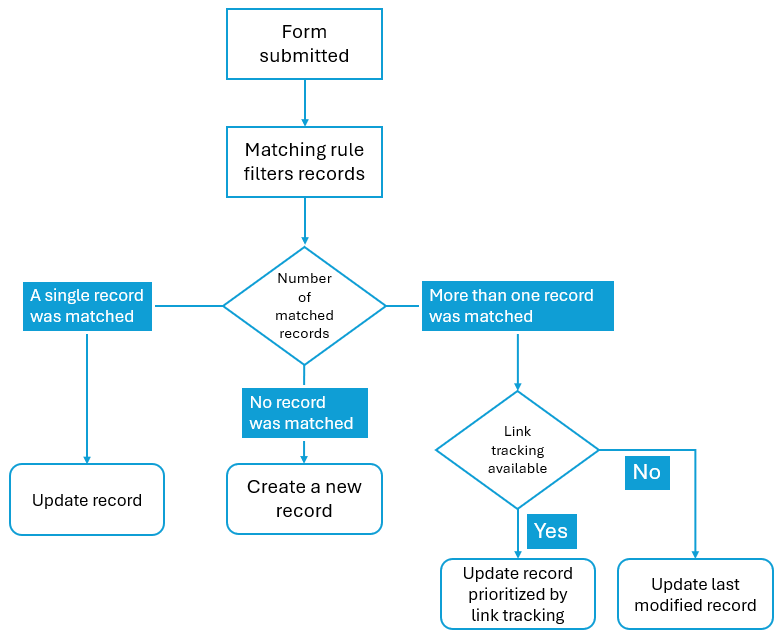 Form
submitted
Matching rule
filters records
Number
of
matched
records
A single record
was matched
More than one record
was matched
No record
was matched
Link
tracking
available
No
Update record
Create a new
record
Yes
Update record
prioritized by
link tracking
Update last
modified record